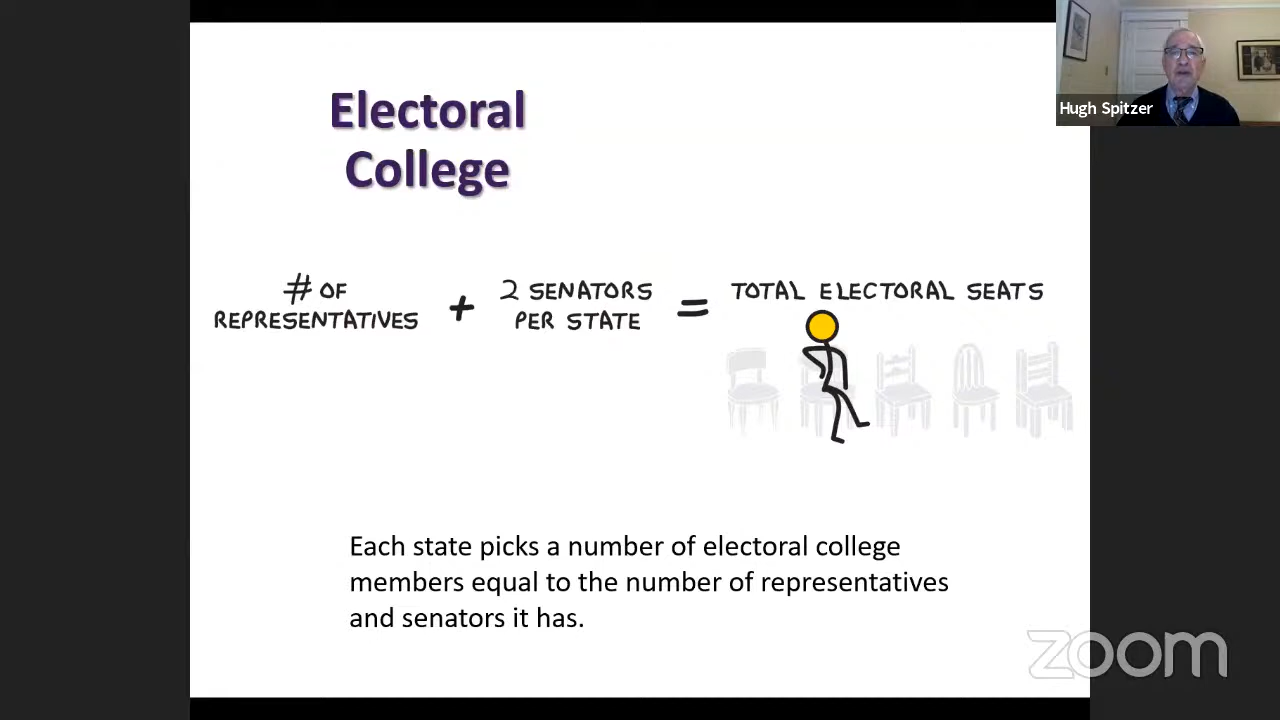 Electoral
College
Hugh Spitzer
# OF
REPRESENTATIVES
+
2 SENATORS
PER STATE
=
TOTAL ELECTORAL SEATS
Each state picks a number of electoral college
members equal to the number of representatives
and senators it has.
zoom